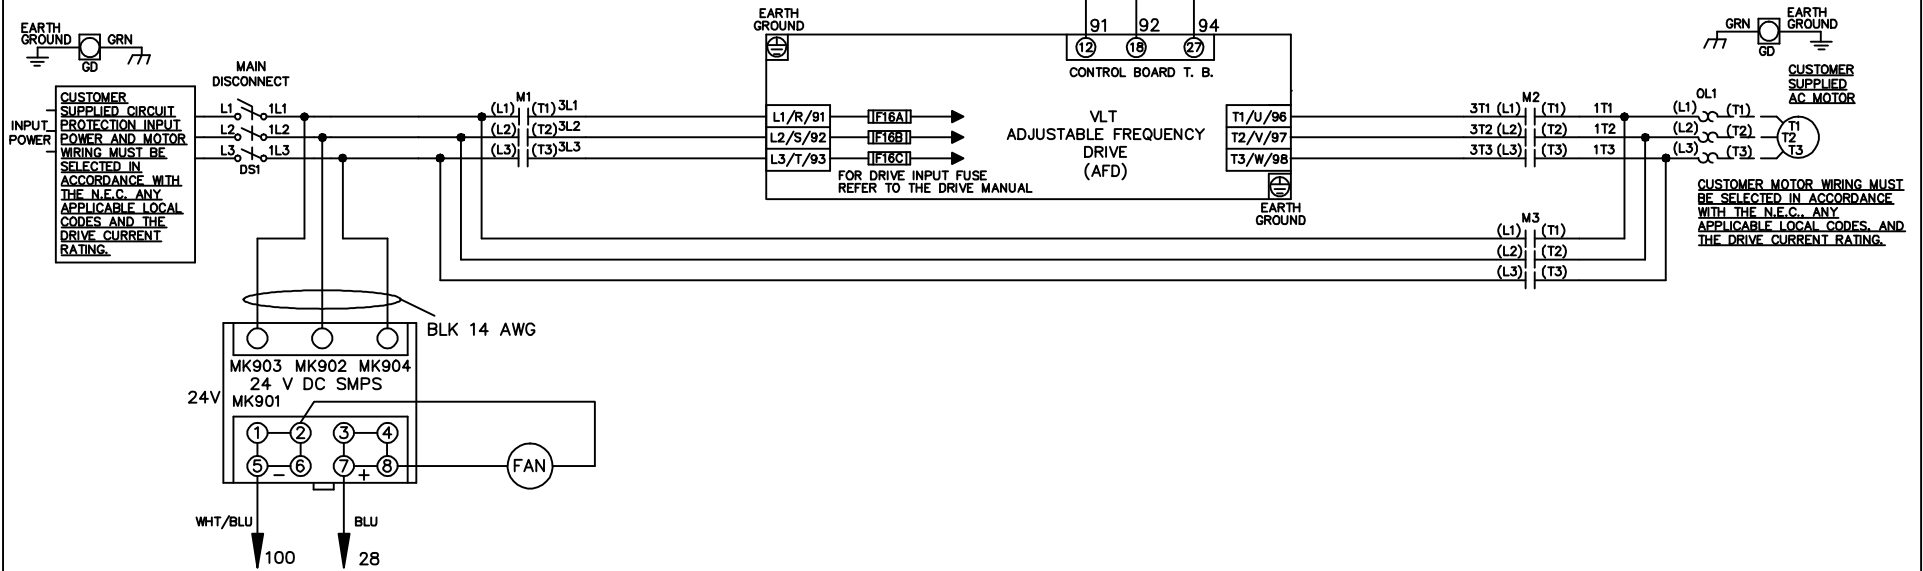 EARTH
GROUND
GRN
GD
CUSTOMER
SUPPLIED CIRCUIT
PROTECTION INPUT
POWER AND MOTOR
WIRING MUST BE
SELECTED IN
ACCORDANCE WITH
THE N.E.C. ANY
APPLICABLE LOCAL
CODES AND THE
DRIVE CURRENT
RATING.
INPUT
POWER
MAIN
DISCONNECT
L1 1L1
L2 1L2
L3 1L3
DS1
M1
(L1) (T1) 3L1
(L2) (T2) 3L2
(L3) (T3) 3L3
EARTH
GROUND
91 92 94
12 18 27
CONTROL BOARD T. B.
L1/R/91 F16A
L2/S/92 F16B
L3/T/93 F16C
FOR DRIVE INPUT FUSE
REFER TO THE DRIVE MANUAL
VLT
ADJUSTABLE FREQUENCY
DRIVE
(AFD)
T1/U/96
T2/V/97
T3/W/98
EARTH
GROUND
M2
3T1 (L1) (T1) 1T1
3T2 (L2) (T2) 1T2
3T3 (L3) (T3) 1T3
M3
(L1) (T1)
(L2) (T2)
(L3) (T3)
GRN
EARTH
GROUND
GD
CUSTOMER
SUPPLIED
AC MOTOR
OL1
(L1) (T1)
(L2) (T2)
(L3) (T3)
T1
T2
T3
CUSTOMER MOTOR WIRING MUST
BE SELECTED IN ACCORDANCE
WITH THE N.E.C., ANY
APPLICABLE LOCAL CODES, AND
THE DRIVE CURRENT RATING.
BLK 14 AWG
MK903 MK902 MK904
24 V DC SMPS
24V
MK901
1 2 3 4
5 - 6 7 + 8
FAN
WHT/BLU
BLU
100
28